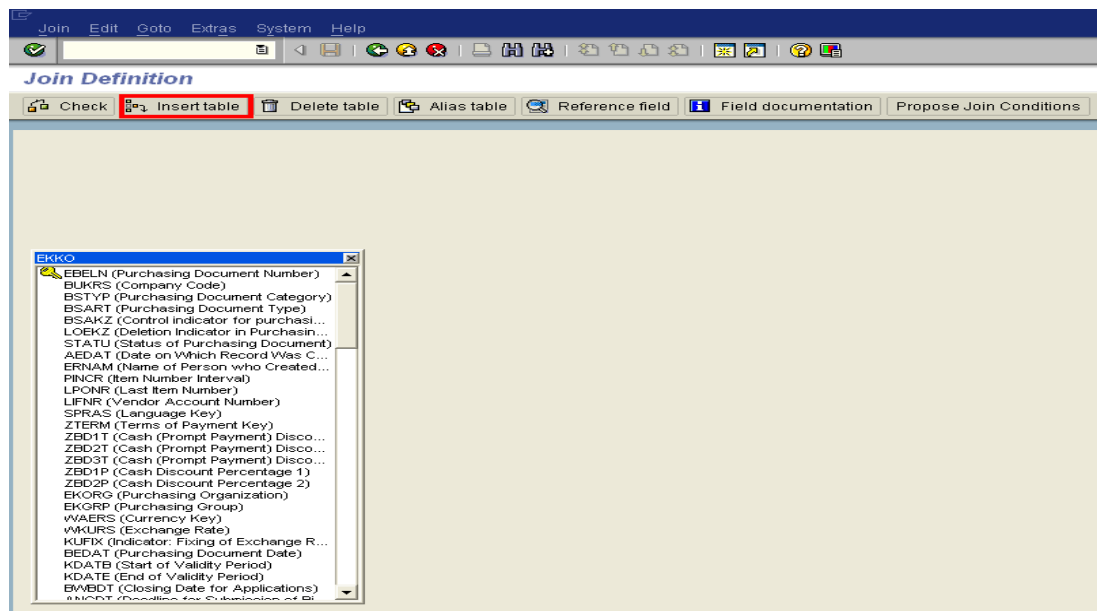 Join Edit Goto Extras System Help
Join Definition
Check Insert table Delete table Alias table Reference field Field documentation Propose Join Conditions
EKKO
EBELN (Purchasing Document Number)
BUKRS (Company Code)
BSTYP (Purchasing Document Category)
BSART (Purchasing Document Type)
BSAKZ (Control indicator for purchasi...
LOEKZ (Deletion Indicator in Purchasin...
STATU (Status of Purchasing Document)
AEDAT (Date on Which Record Was C...
ERNAM (Name of Person who Created...
PINCR (Item Number Interval)
LPONR (Last Item Number)
LIFNR (Vendor Account Number)
SPRAS (Language Key)
ZTERM (Terms of Payment Key)
ZBD1T (Cash (Prompt Payment) Disco...
ZBD2T (Cash (Prompt Payment) Disco...
ZBD3T (Cash (Prompt Payment) Disco...
ZBD1P (Cash Discount Percentage 1)
ZBD2P (Cash Discount Percentage 2)
EKORG (Purchasing Organization)
EKGRP (Purchasing Group)
WAERS (Currency Key)
WKURS (Exchange Rate)
KUFIX (Indicator: Fixing of Exchange R...
BEDAT (Purchasing Document Date)
KDATB (Start of Validity Period)
KDATE (End of Validity Period)
BWBDT (Closing Date for Applications)